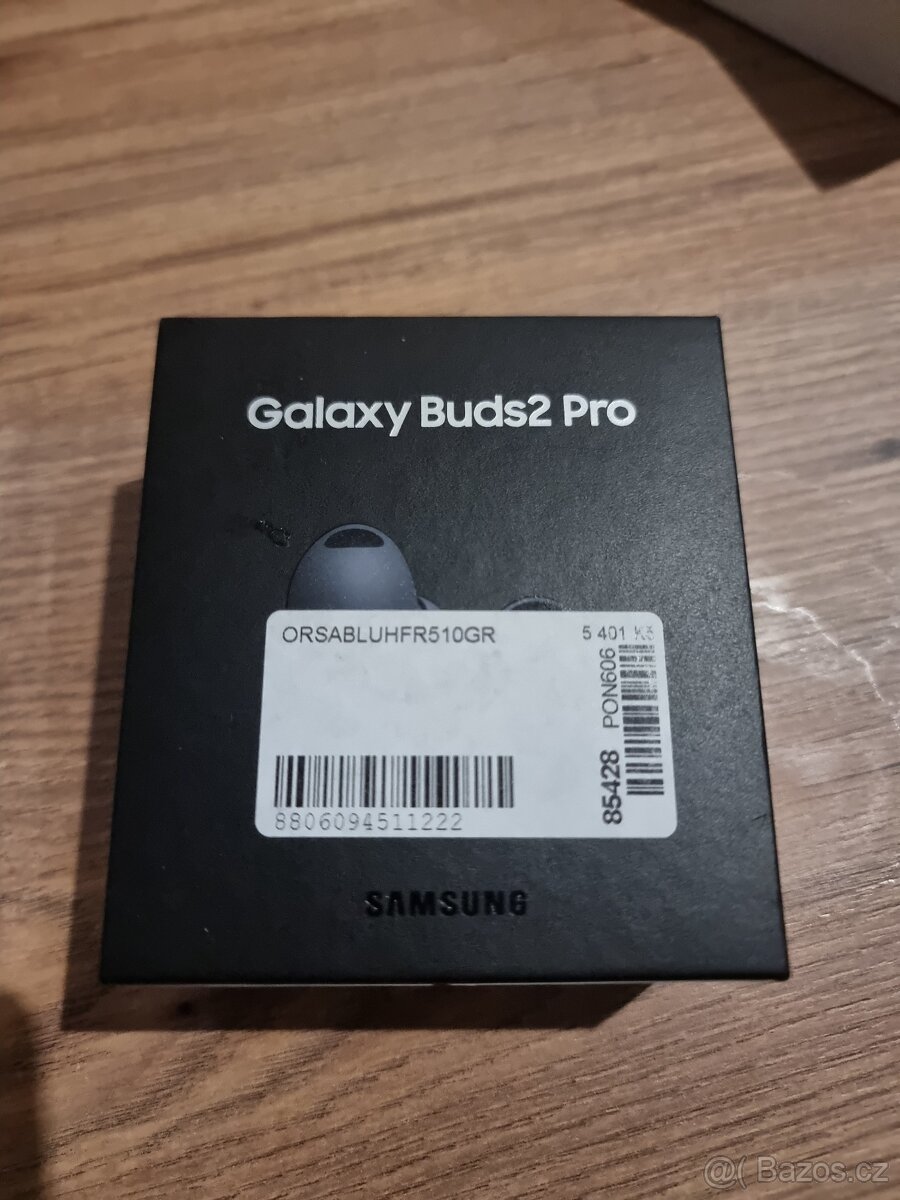 Galaxy Buds2 Pro
ORSABLUHFR510GR
5 401 Kč
PON606
85428
8806094511222
SAMSUNG
@( Bazos.cz